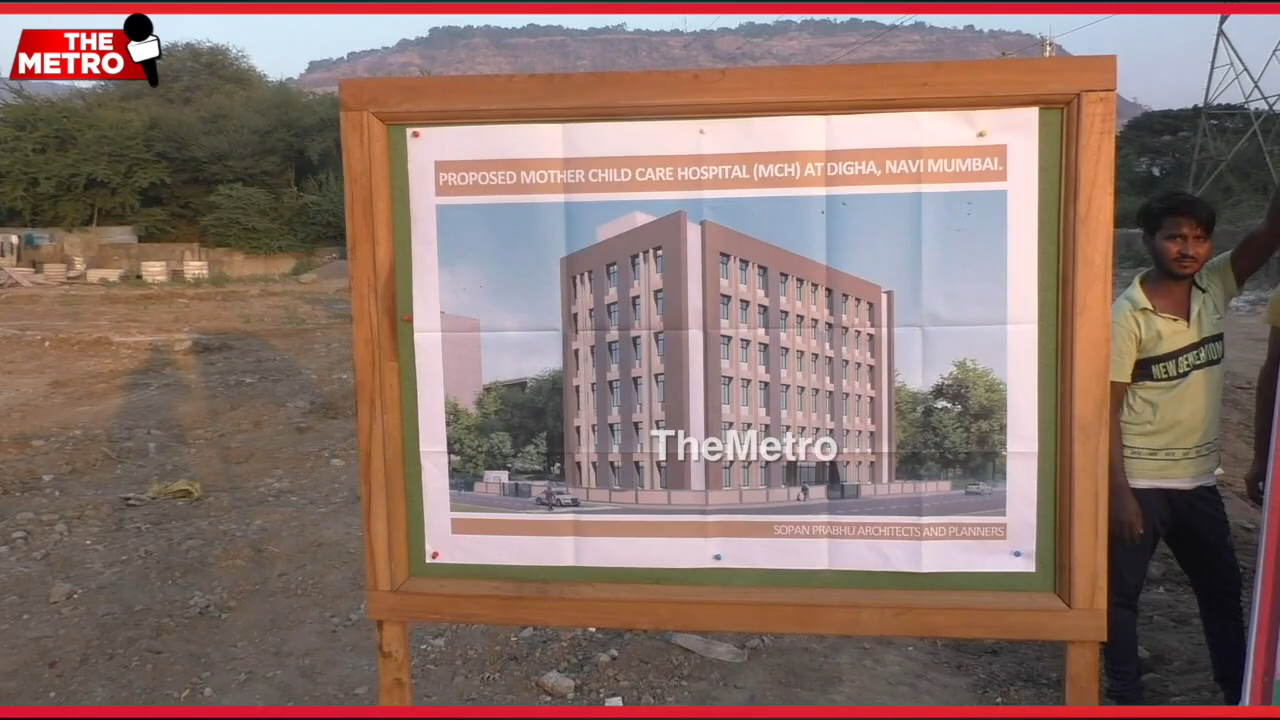 THE
METRO
PROPOSED MOTHER CHILD CARE HOSPITAL (MCH) AT DIGHA, NAVI MUMBAI.
TheMetro
SOPAN PRABHU ARCHITECTS AND PLANNERS
NEW GENERATION